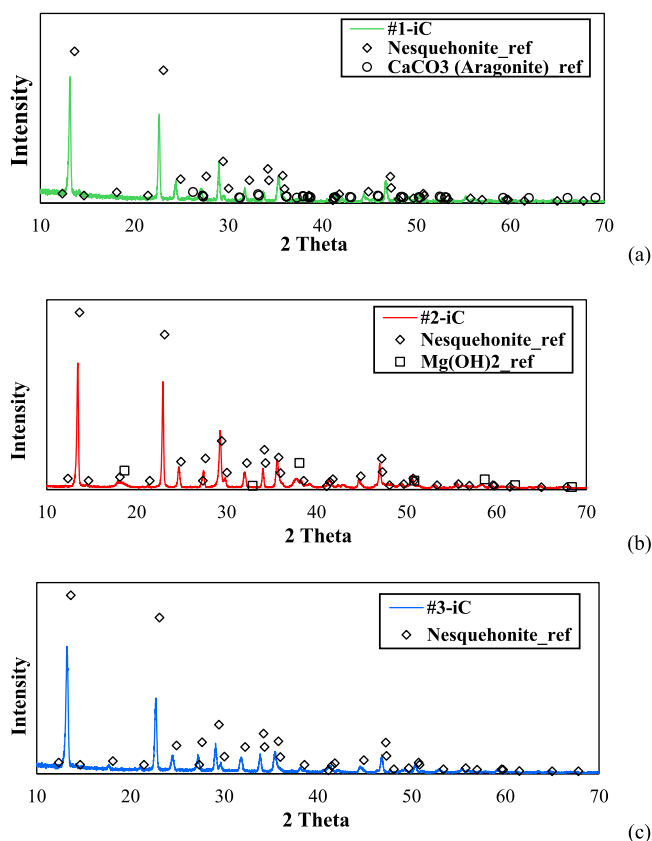 #1-iC
Nesquehonite_ref
CaCO3 (Aragonite)_ref
Intensity
10 20 30 40 50 60 70
2 Theta
(a)
#2-iC
Nesquehonite_ref
Mg(OH)2_ref
Intensity
10 20 30 40 50 60 70
2 Theta
(b)
#3-iC
Nesquehonite_ref
Intensity
10 20 30 40 50 60 70
2 Theta
(c)